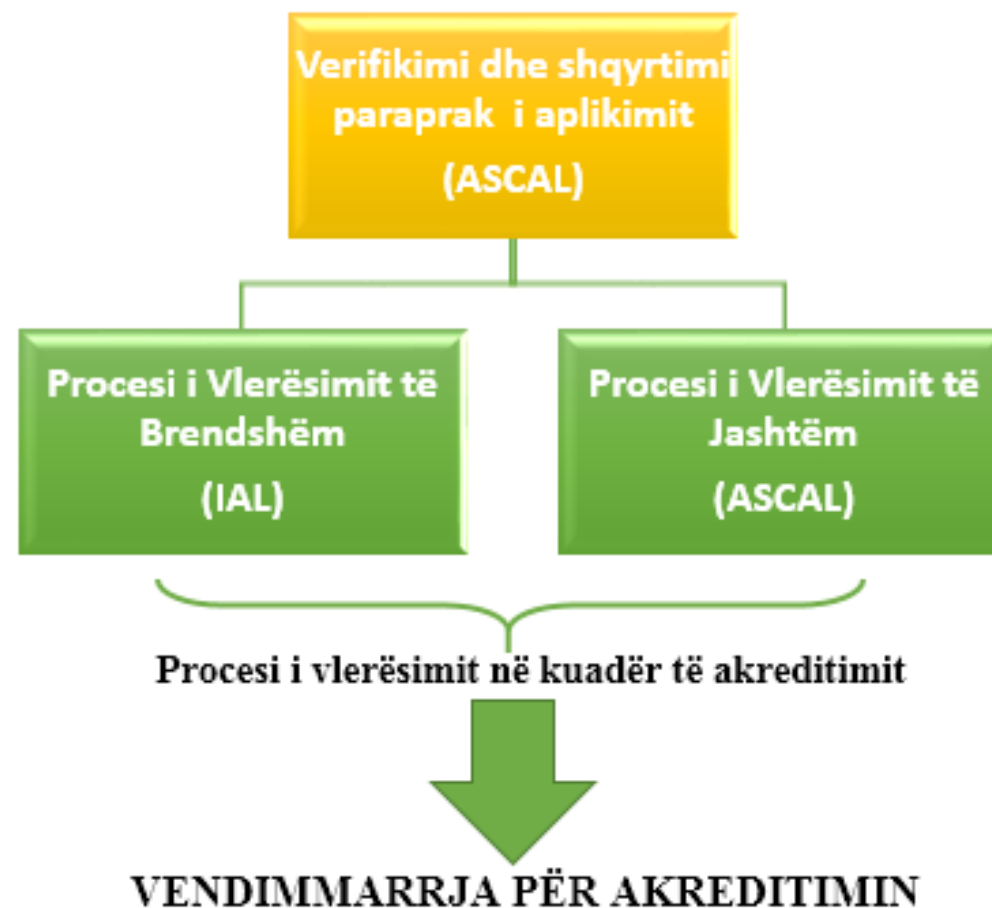 Verifikimi dhe shqyrtimi
paraprak i aplikimit
(ASCAL)
Procesi i Vlerësimit të
Brendshëm
(IAL)
Procesi i Vlerësimit të
Jashtëm
(ASCAL)
Procesi i vlerësimit në kuadër të akreditimit
VENDIMMARRJA PËR AKREDITIMIN